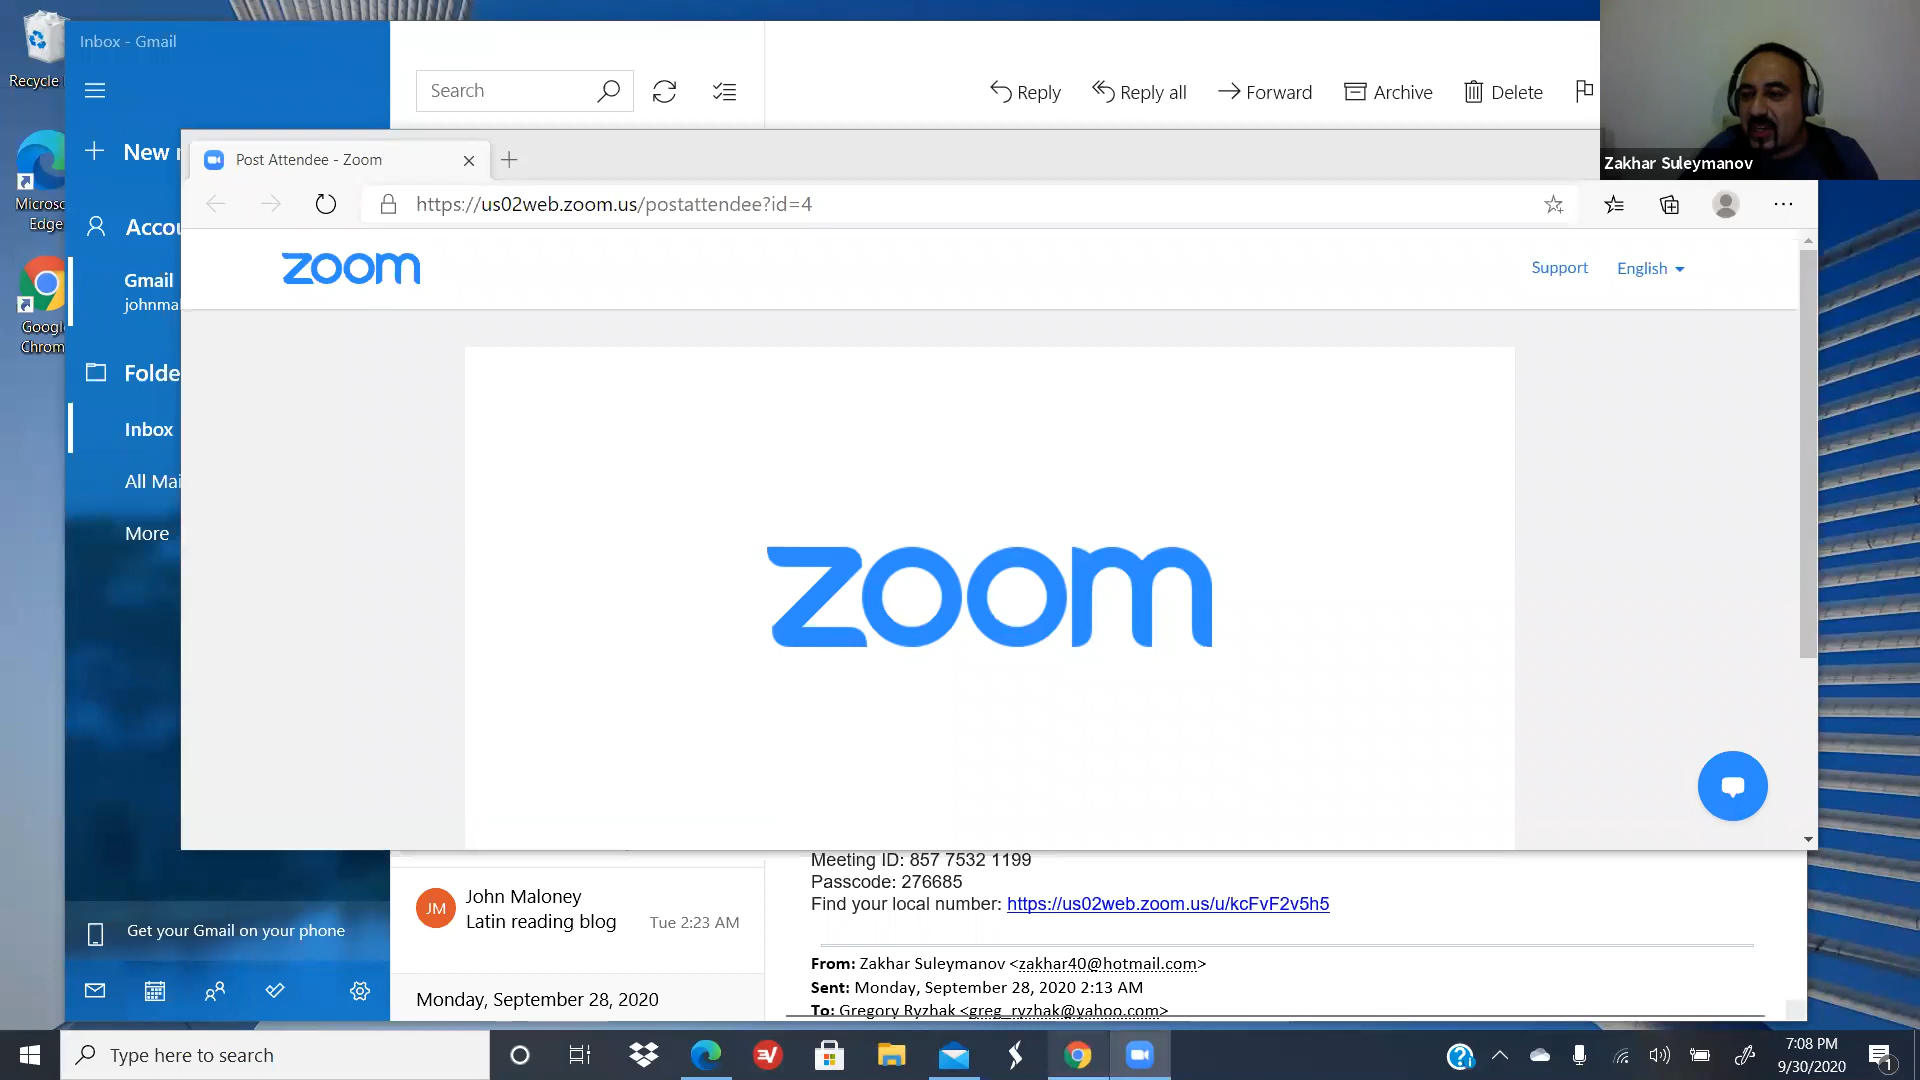 Recycle
Inbox - Gmail
Search
Reply
Reply all
Forward
Archive
Delete
Zakhar Suleymanov
New
Post Attendee - Zoom
https://us02web.zoom.us/postattendee?id=4
Microso
Edge
Accou
zoom
Support
English
Gmail
johnma
Googl
Chrom
Folde
Inbox
All Mai
More
zoom
Meeting ID: 857 7532 1199
Passcode: 276685
Find your local number: https://us02web.zoom.us/u/kcFvF2v5h5
JM
John Maloney
Latin reading blog
Tue 2:23 AM
Get your Gmail on your phone
From: Zakhar Suleymanov <zakhar40@hotmail.com>
Sent: Monday, September 28, 2020 2:13 AM
To: Gregory Ryzhak <greg_ryzhak@yahoo.com>
Monday, September 28, 2020
Type here to search
7:08 PM
9/30/2020
1